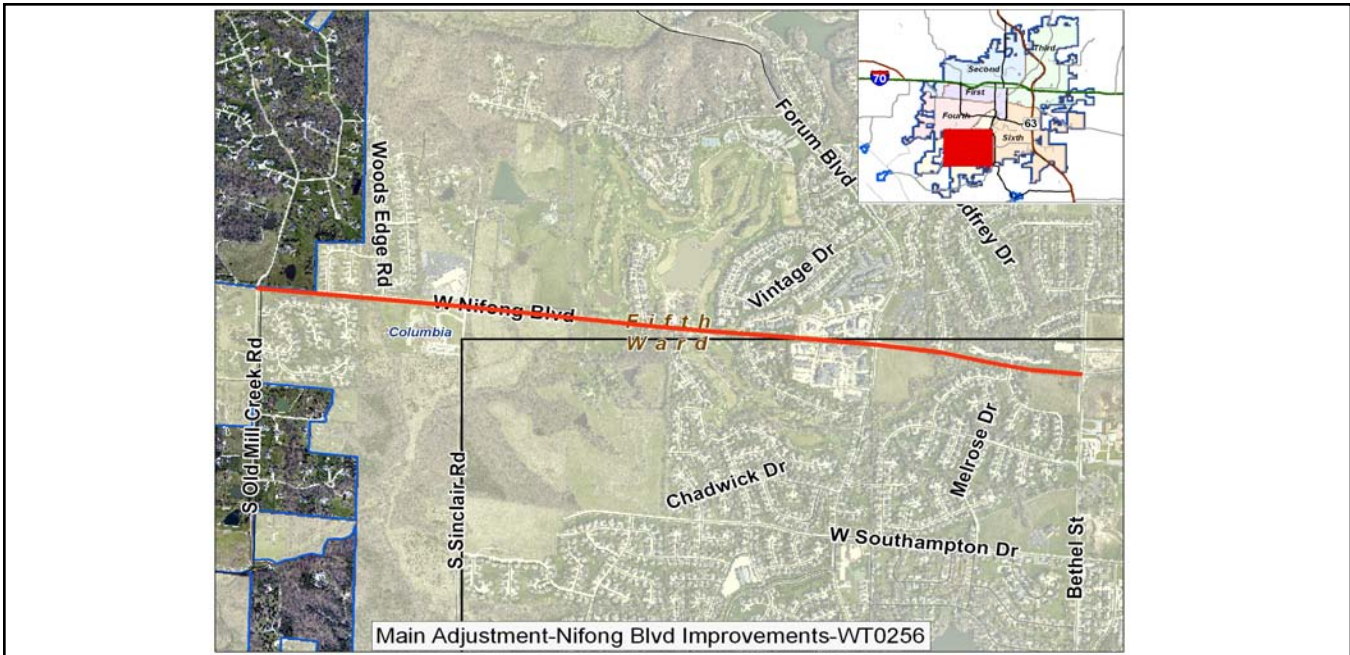 Third
Second
70
First
Fourth
63
Sixth
Forum Blvd
dfrey Dr
Woods Edge Rd
Vintage Dr
W Nifong Blvd
Fifth
Ward
Columbia
S Old Mill Creek Rd
S Sinclair Rd
Chadwick Dr
Melrose Dr
W Southampton Dr
Bethel St
Main Adjustment-Nifong Blvd Improvements-WT0256